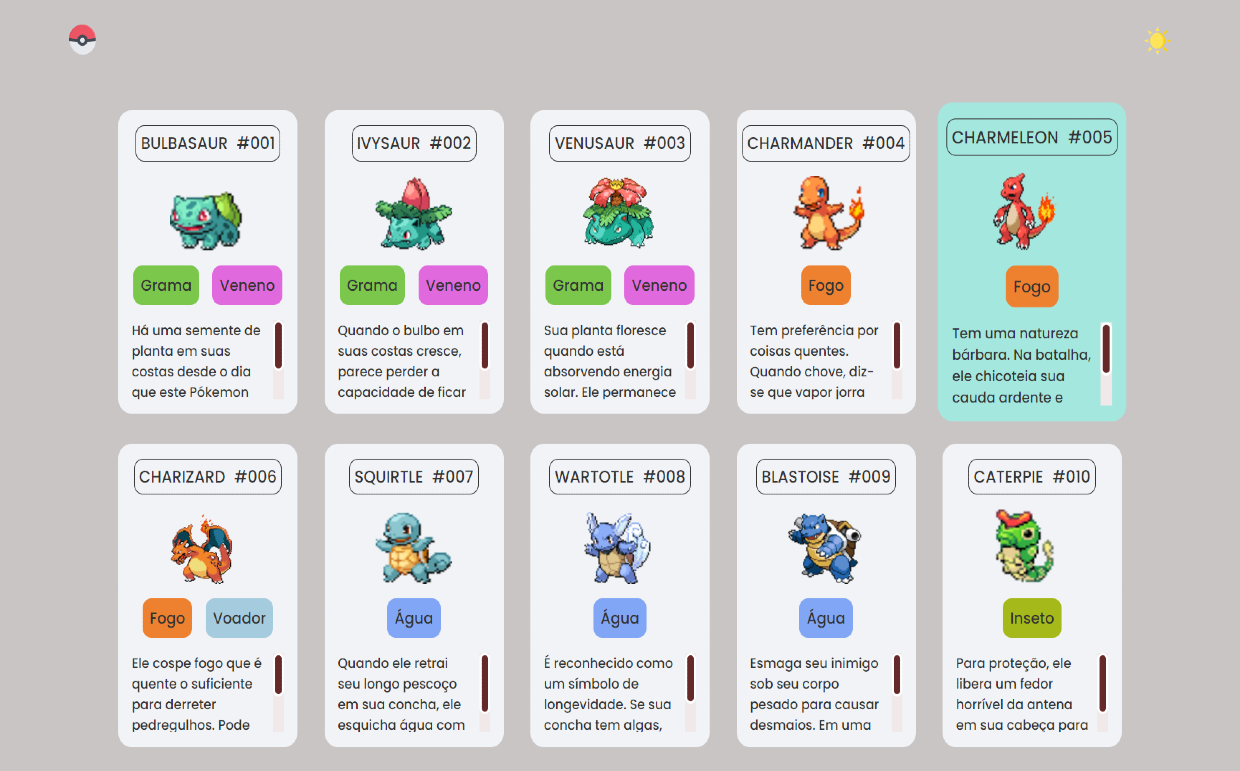 BULBASAUR #001
IVYSAUR #002
VENUSAUR #003
CHARMANDER #004
CHARMELEON #005
Grama Veneno
Grama Veneno
Grama Veneno
Fogo
Fogo
Há uma semente de
planta em suas
costas desde o dia
que este Pókemon
Quando o bulbo em
suas costas cresce,
parece perder a
capacidade de ficar
Sua planta floresce
quando está
absorvendo energia
solar. Ele permanece
Tem preferência por
coisas quentes.
Quando chove, diz-
se que vapor jorra
Tem uma natureza
bárbara. Na batalha,
ele chicoteia sua
cauda ardente e
CHARIZARD #006
SQUIRTLE #007
WARTOTLE #008
BLASTOISE #009
CATERPIE #010
Fogo Voador
Água
Água
Água
Inseto
Ele cospe fogo que é
quente o suficiente
para derreter
pedregulhos. Pode
Quando ele retrai
seu longo pescoço
em sua concha, ele
esquicha água com
É reconhecido como
um símbolo de
longevidade. Se sua
concha tem algas,
Esmaga seu inimigo
sob seu corpo
pesado para causar
desmaios. Em uma
Para proteção, ele
libera um fedor
horrível da antena
em sua cabeça para